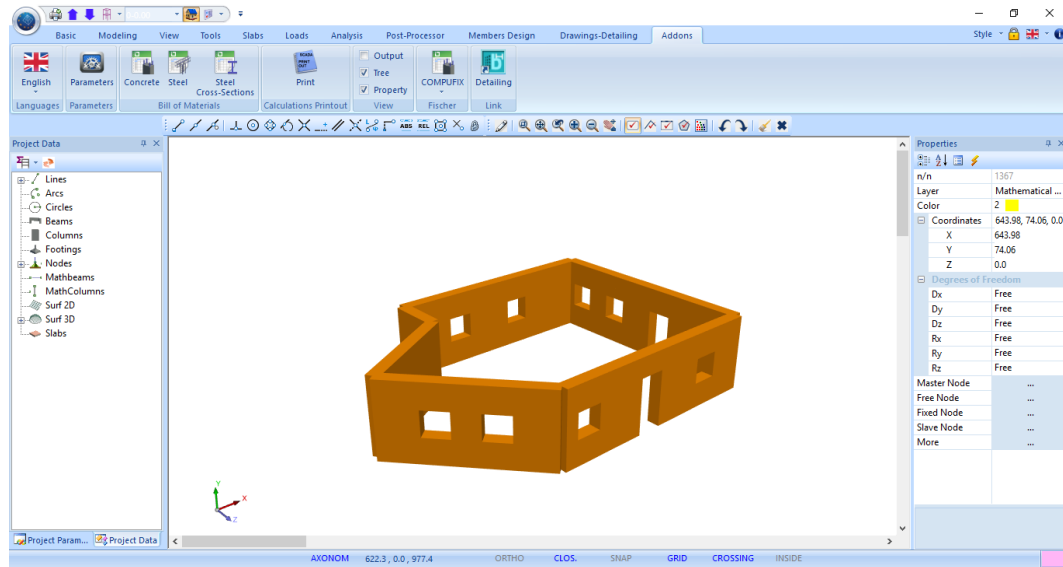 Basic Modeling View Tools Slabs Loads Analysis Post-Processor Members Design Drawings-Detailing Addons Style
English Parameters Concrete Steel Steel Cross-Sections Print Output COMPUFIX Detailing
Tree
Property
Languages Parameters Bill of Materials Calculations Printout View Fischer Link
ABS REL
Project Data
Lines
Arcs
Circles
Beams
Columns
Footings
Nodes
Mathbeams
MathColumns
Surf 2D
Surf 3D
Slabs
Project Param... Project Data
Y
X
Z
Properties
n/n 1367
Layer Mathematical ...
Color 2
Coordinates 643.98, 74.06, 0.0
X 643.98
Y 74.06
Z 0.0
Degrees of Freedom
Dx Free
Dy Free
Dz Free
Rx Free
Ry Free
Rz Free
Master Node ...
Free Node ...
Fixed Node ...
Slave Node ...
More ...
AXONOM 622.3 , 0.0 , 977.4 ORTHO CLOS. SNAP GRID CROSSING INSIDE